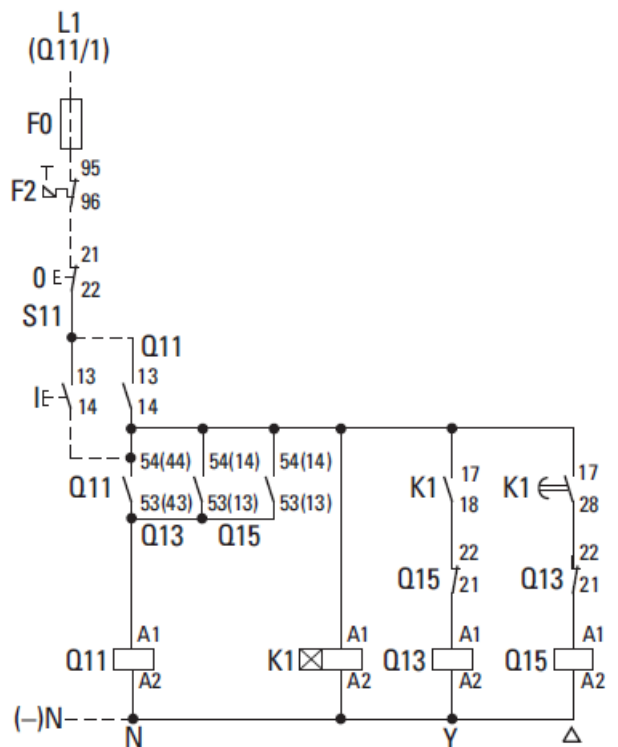 L1
(Q11/1)
F0
95
F2
96
21
0 E
22
S11
Q11
13 13
I E
14 14
54(44) 54(14) 54(14) 17 17
Q11 K1 K1
53(43) 53(13) 53(13) 18 28
Q13 Q15
22 22
Q15 Q13
21 21
A1 A1 A1 A1
Q11 K1 Q13 Q15
A2 A2 A2 A2
(–)N
N Y Δ